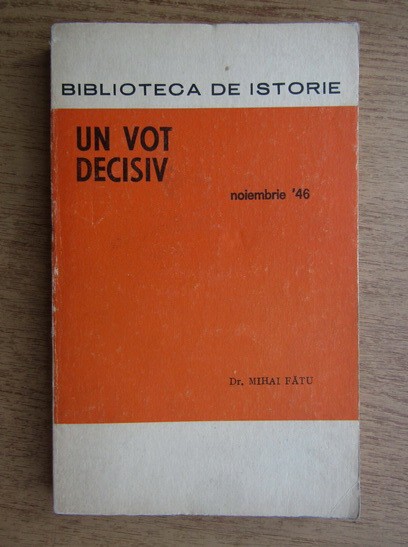 BIBLIOTECA DE ISTORIE
UN VOT
DECISIV
noiembrie '46
Dr. MIHAI FĂTU